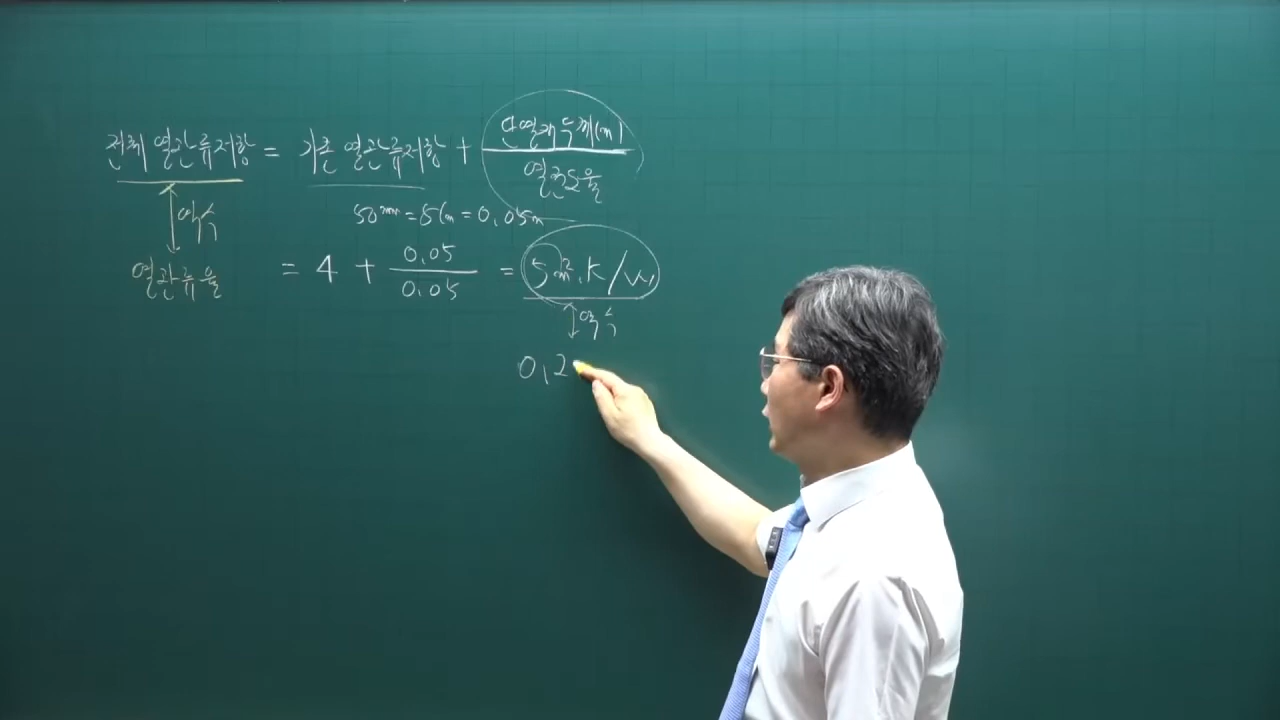 전체 열관류저항 = 기존 열관류저항 + 단열재두께(m) / 열전도율
50mm = 5Cm = 0.05m
역수
열관류율
= 4 + 0.05 / 0.05 = 5m².K/W
역수
0.2